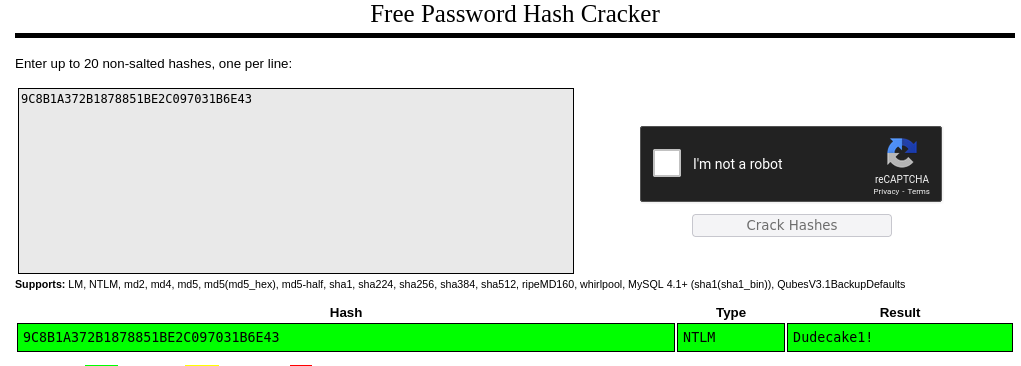 Free Password Hash Cracker
Enter up to 20 non-salted hashes, one per line:
9C8B1A372B1878851BE2C097031B6E43
I'm not a robot
reCAPTCHA
Privacy - Terms
Crack Hashes
Supports: LM, NTLM, md2, md4, md5, md5(md5_hex), md5-half, sha1, sha224, sha256, sha384, sha512, ripeMD160, whirlpool, MySQL 4.1+ (sha1(sha1_bin)), QubesV3.1BackupDefaults
Hash Type Result
9C8B1A372B1878851BE2C097031B6E43 NTLM Dudecake1!